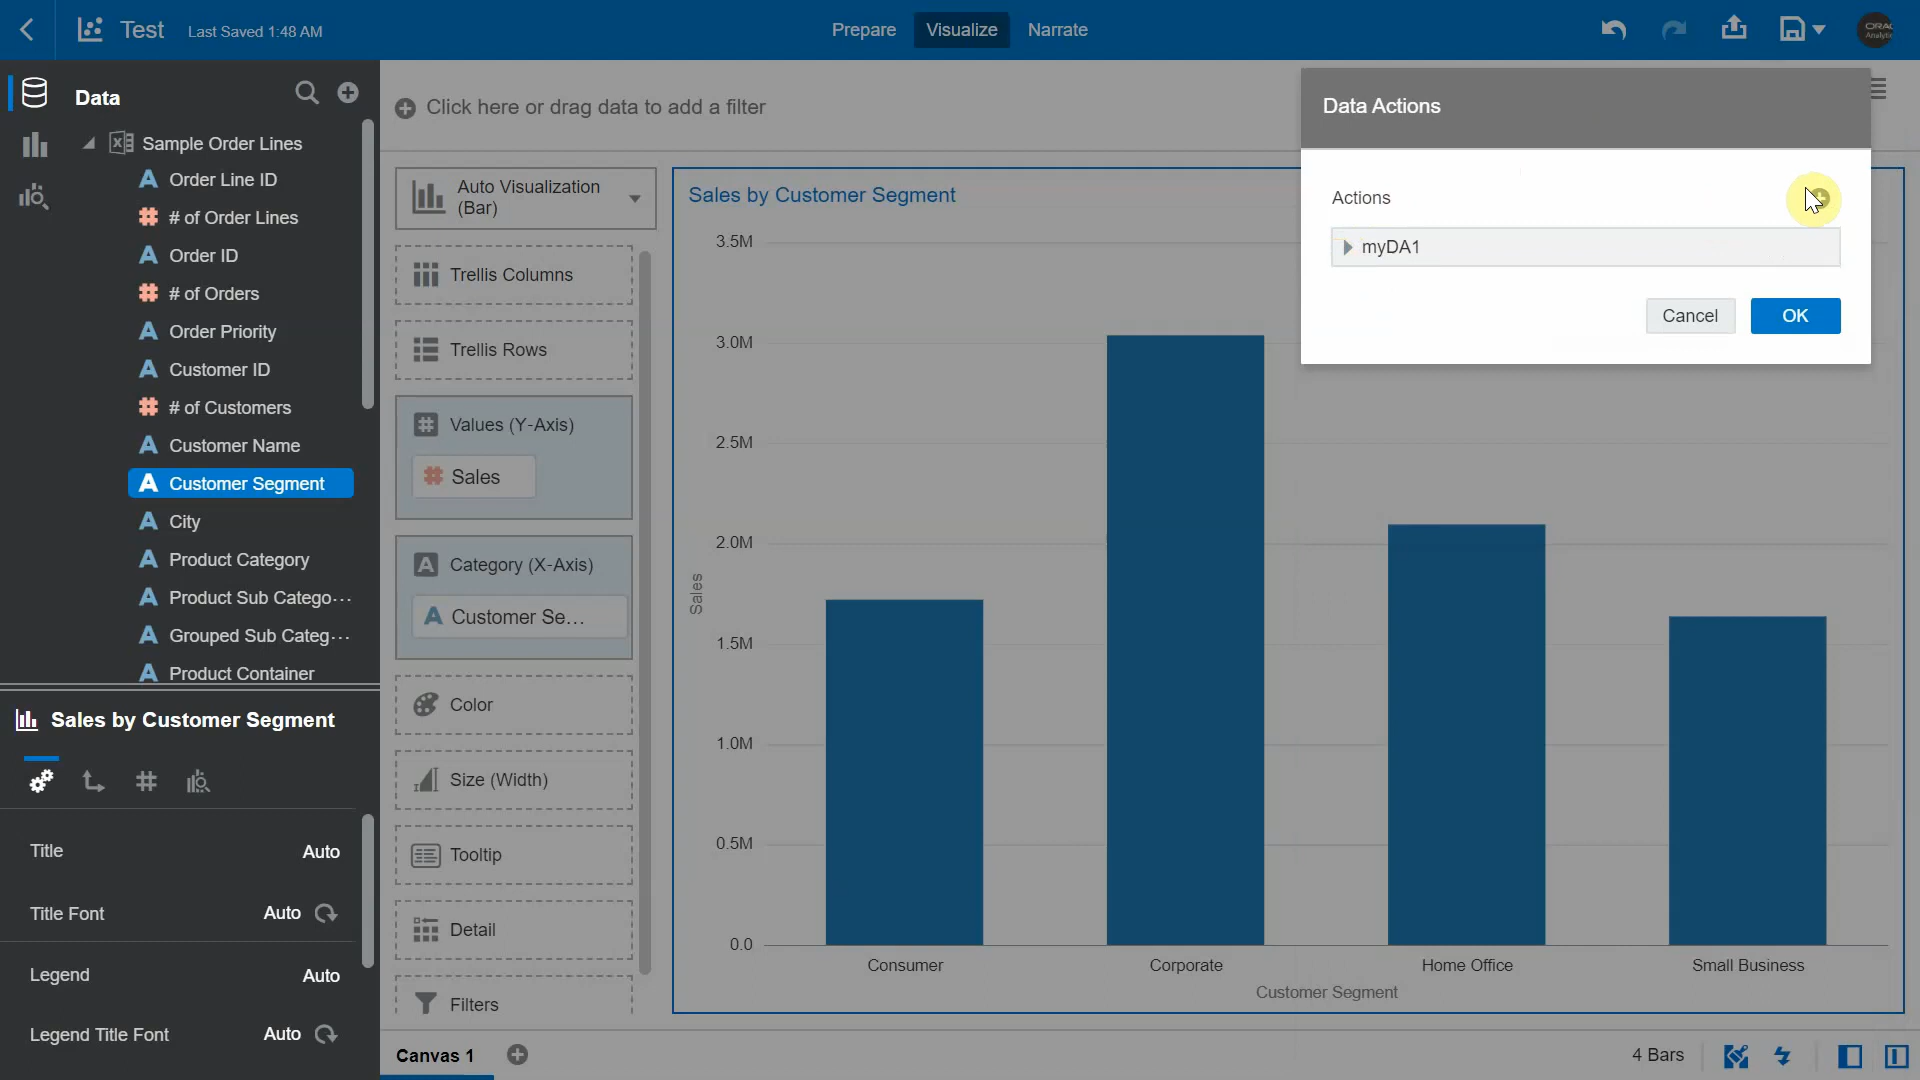 Test
Last Saved 1:48 AM
Prepare
Visualize
Narrate
Data
Sample Order Lines
Order Line ID
# of Order Lines
Order ID
# of Orders
Order Priority
Customer ID
# of Customers
Customer Name
Customer Segment
City
Product Category
Product Sub Catego...
Grouped Sub Categ...
Product Container
Sales by Customer Segment
Title
Auto
Title Font
Auto
Legend
Auto
Legend Title Font
Auto
Click here or drag data to add a filter
Auto Visualization
(Bar)
Trellis Columns
Trellis Rows
Values (Y-Axis)
Sales
Category (X-Axis)
Customer Se...
Color
Size (Width)
Tooltip
Detail
Filters
Sales by Customer Segment
3.5M
3.0M
2.5M
2.0M
1.5M
1.0M
0.5M
0.0
Sales
Consumer
Corporate
Home Office
Small Business
Customer Segment
Data Actions
Actions
myDA1
Cancel
OK
Canvas 1
4 Bars